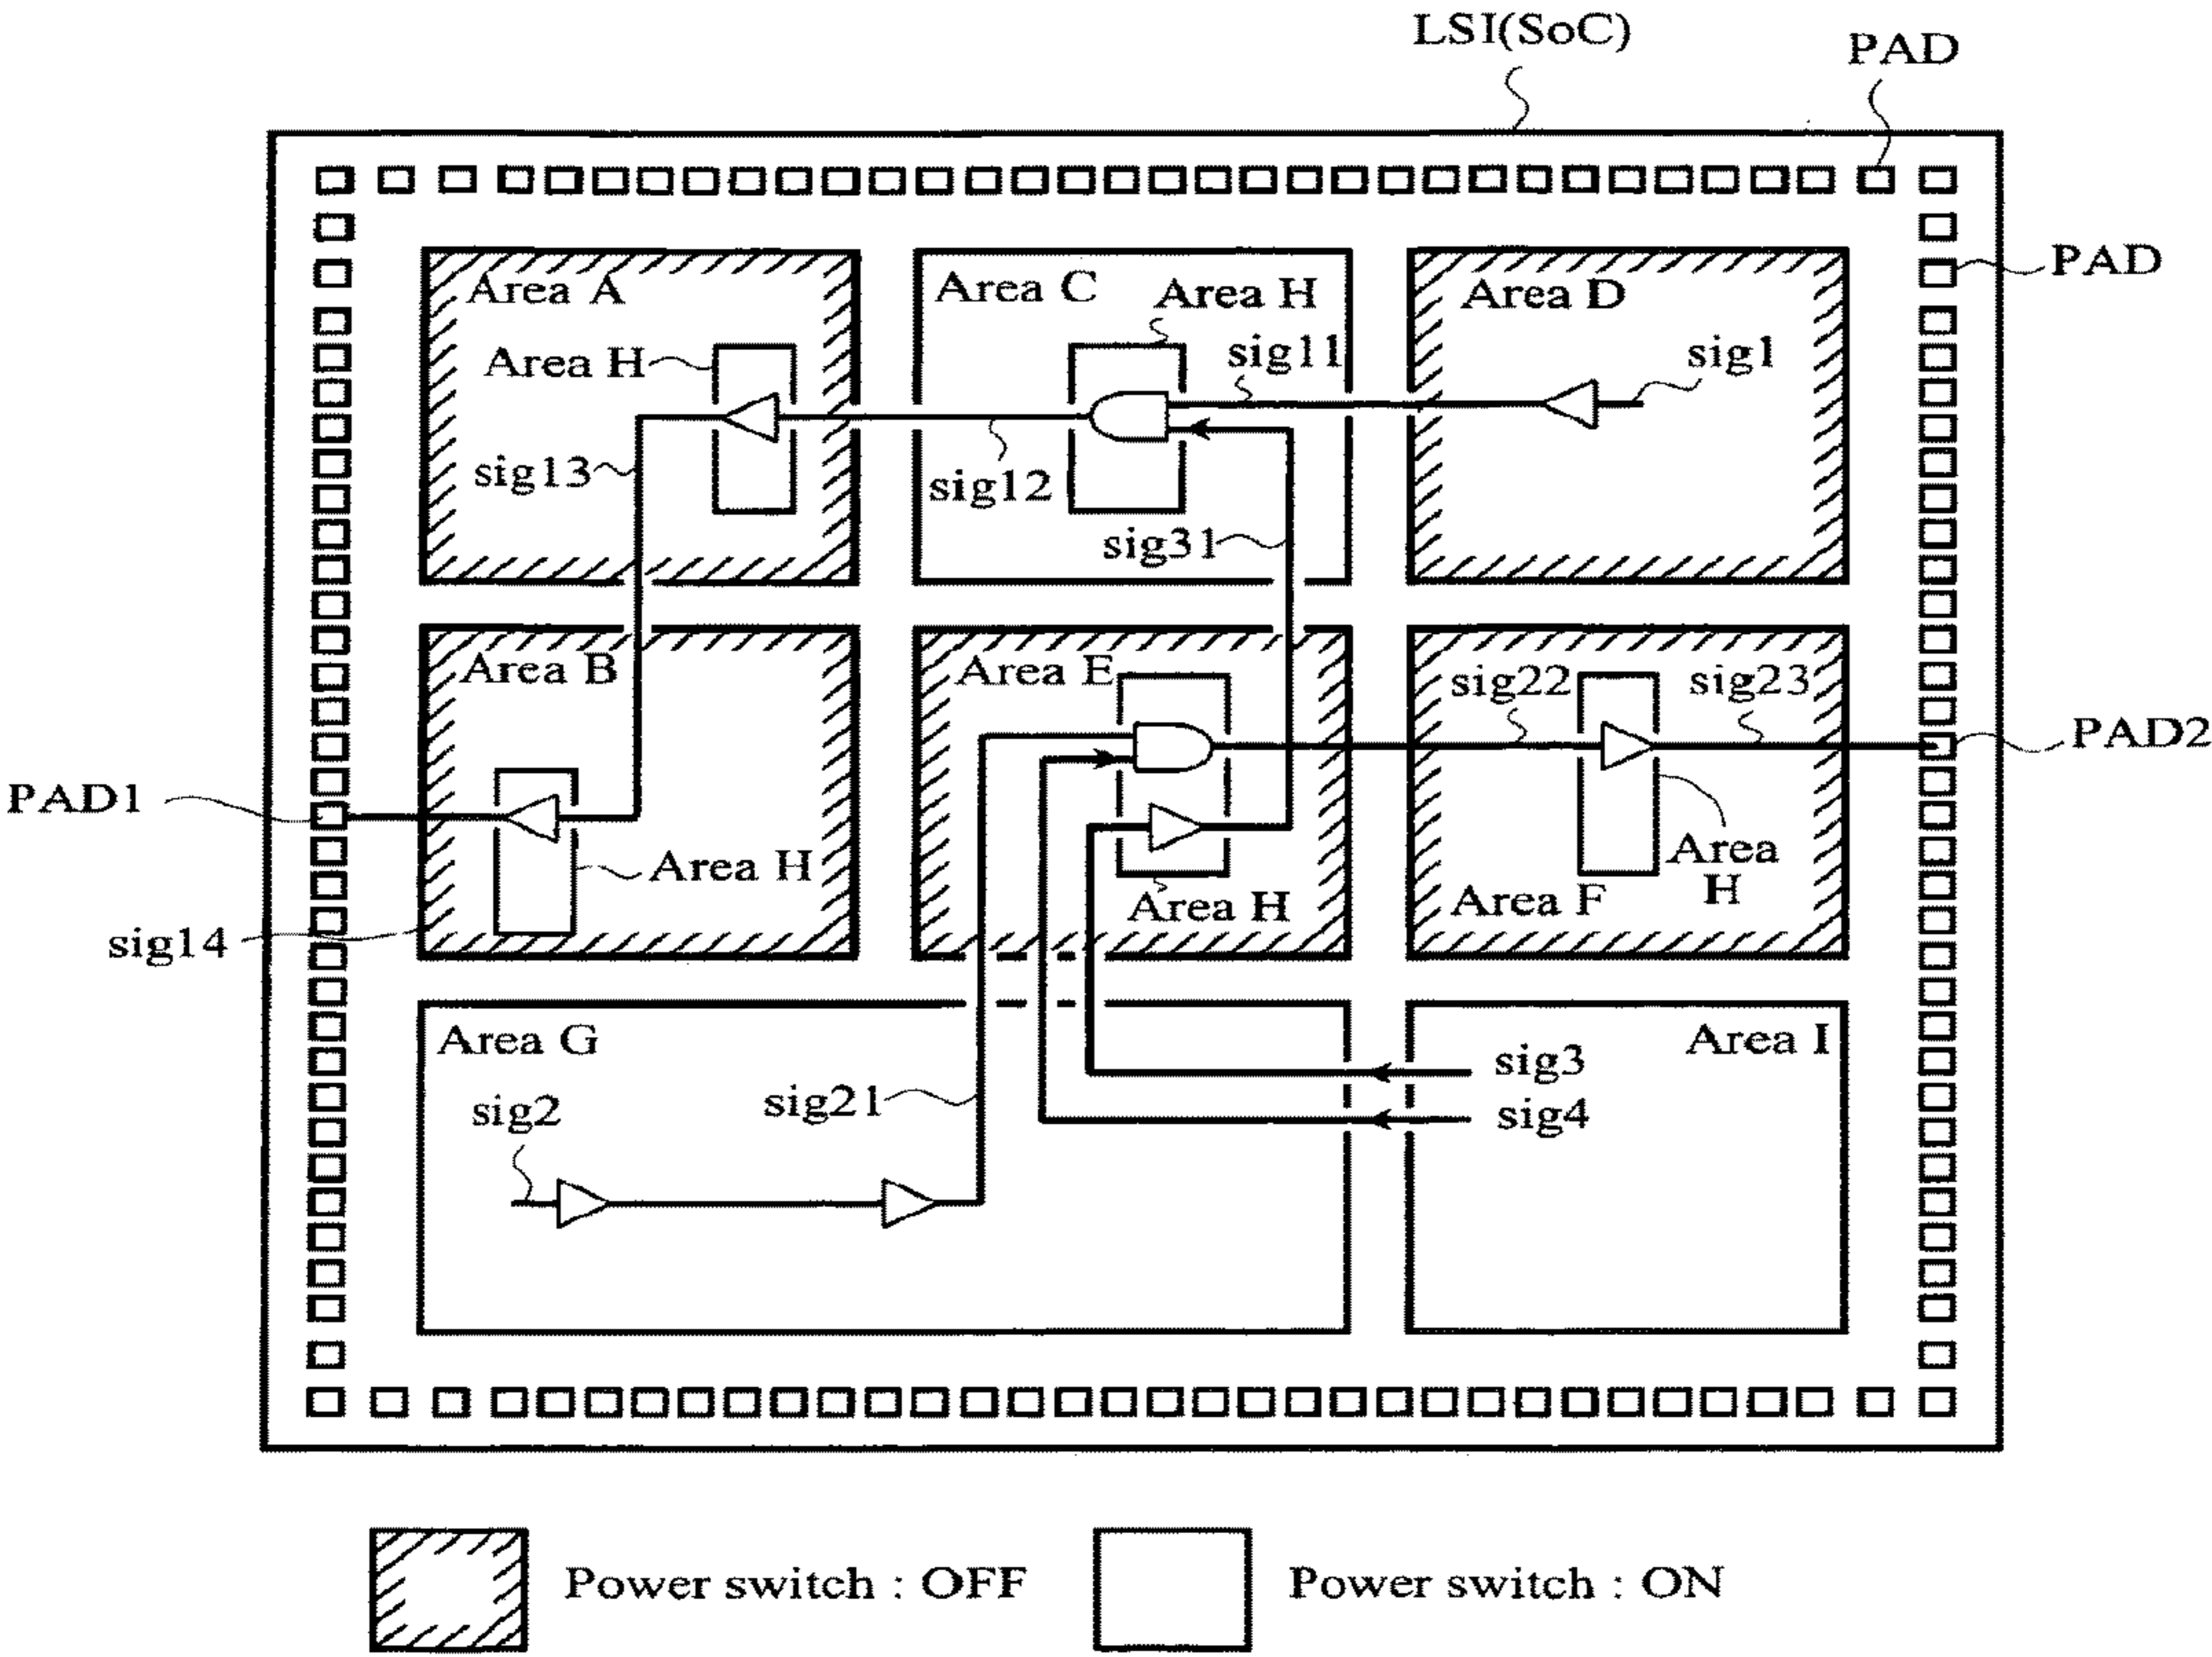 LSI(SoC)
PAD
PAD
Area A
Area C
Area H
Area D
Area H
sig11
sig1
sig13
sig12
sig31
Area B
Area E
sig22
sig23
PAD2
PAD1
Area H
Area H
Area
H
Area F
sig14
Area G
Area I
sig3
sig2
sig21
sig4
Power switch : OFF
Power switch : ON